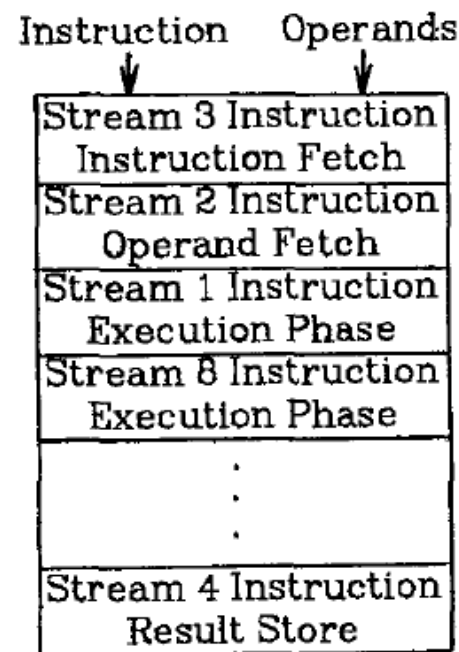 Instruction Operands
Stream 3 Instruction
Instruction Fetch
Stream 2 Instruction
Operand Fetch
Stream 1 Instruction
Execution Phase
Stream 8 Instruction
Execution Phase
.
.
.
Stream 4 Instruction
Result Store